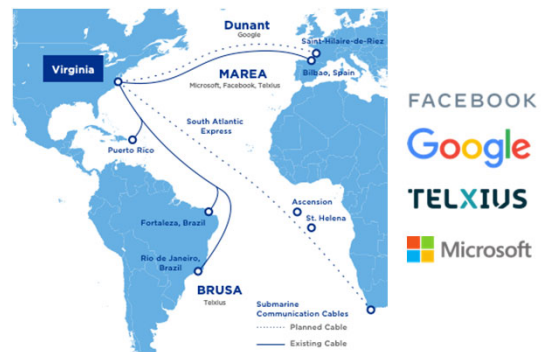 Dunant
Google
Saint-Hilaire-de-Riez
Virginia
MAREA
Microsoft, Facebook, Telxius
Bilbao, Spain
South Atlantic
Express
Puerto Rico
Ascension
St. Helena
Fortaleza, Brazil
Rio de Janeiro,
Brazil
BRUSA
Telxius
Submarine
Communication Cables
Planned Cable
Existing Cable
FACEBOOK
Google
TELXIUS
Microsoft